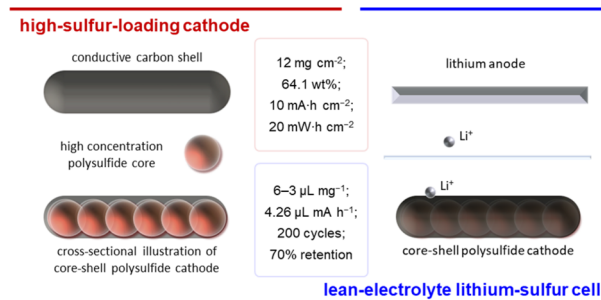 high-sulfur-loading cathode
conductive carbon shell
high concentration
polysulfide core
cross-sectional illustration of
core-shell polysulfide cathode
12 mg cm⁻²;
64.1 wt%;
10 mA·h cm⁻²;
20 mW·h cm⁻²
6–3 μL mg⁻¹;
4.26 μL mA h⁻¹;
200 cycles;
70% retention
lithium anode
Li⁺
Li⁺
core-shell polysulfide cathode
lean-electrolyte lithium-sulfur cell